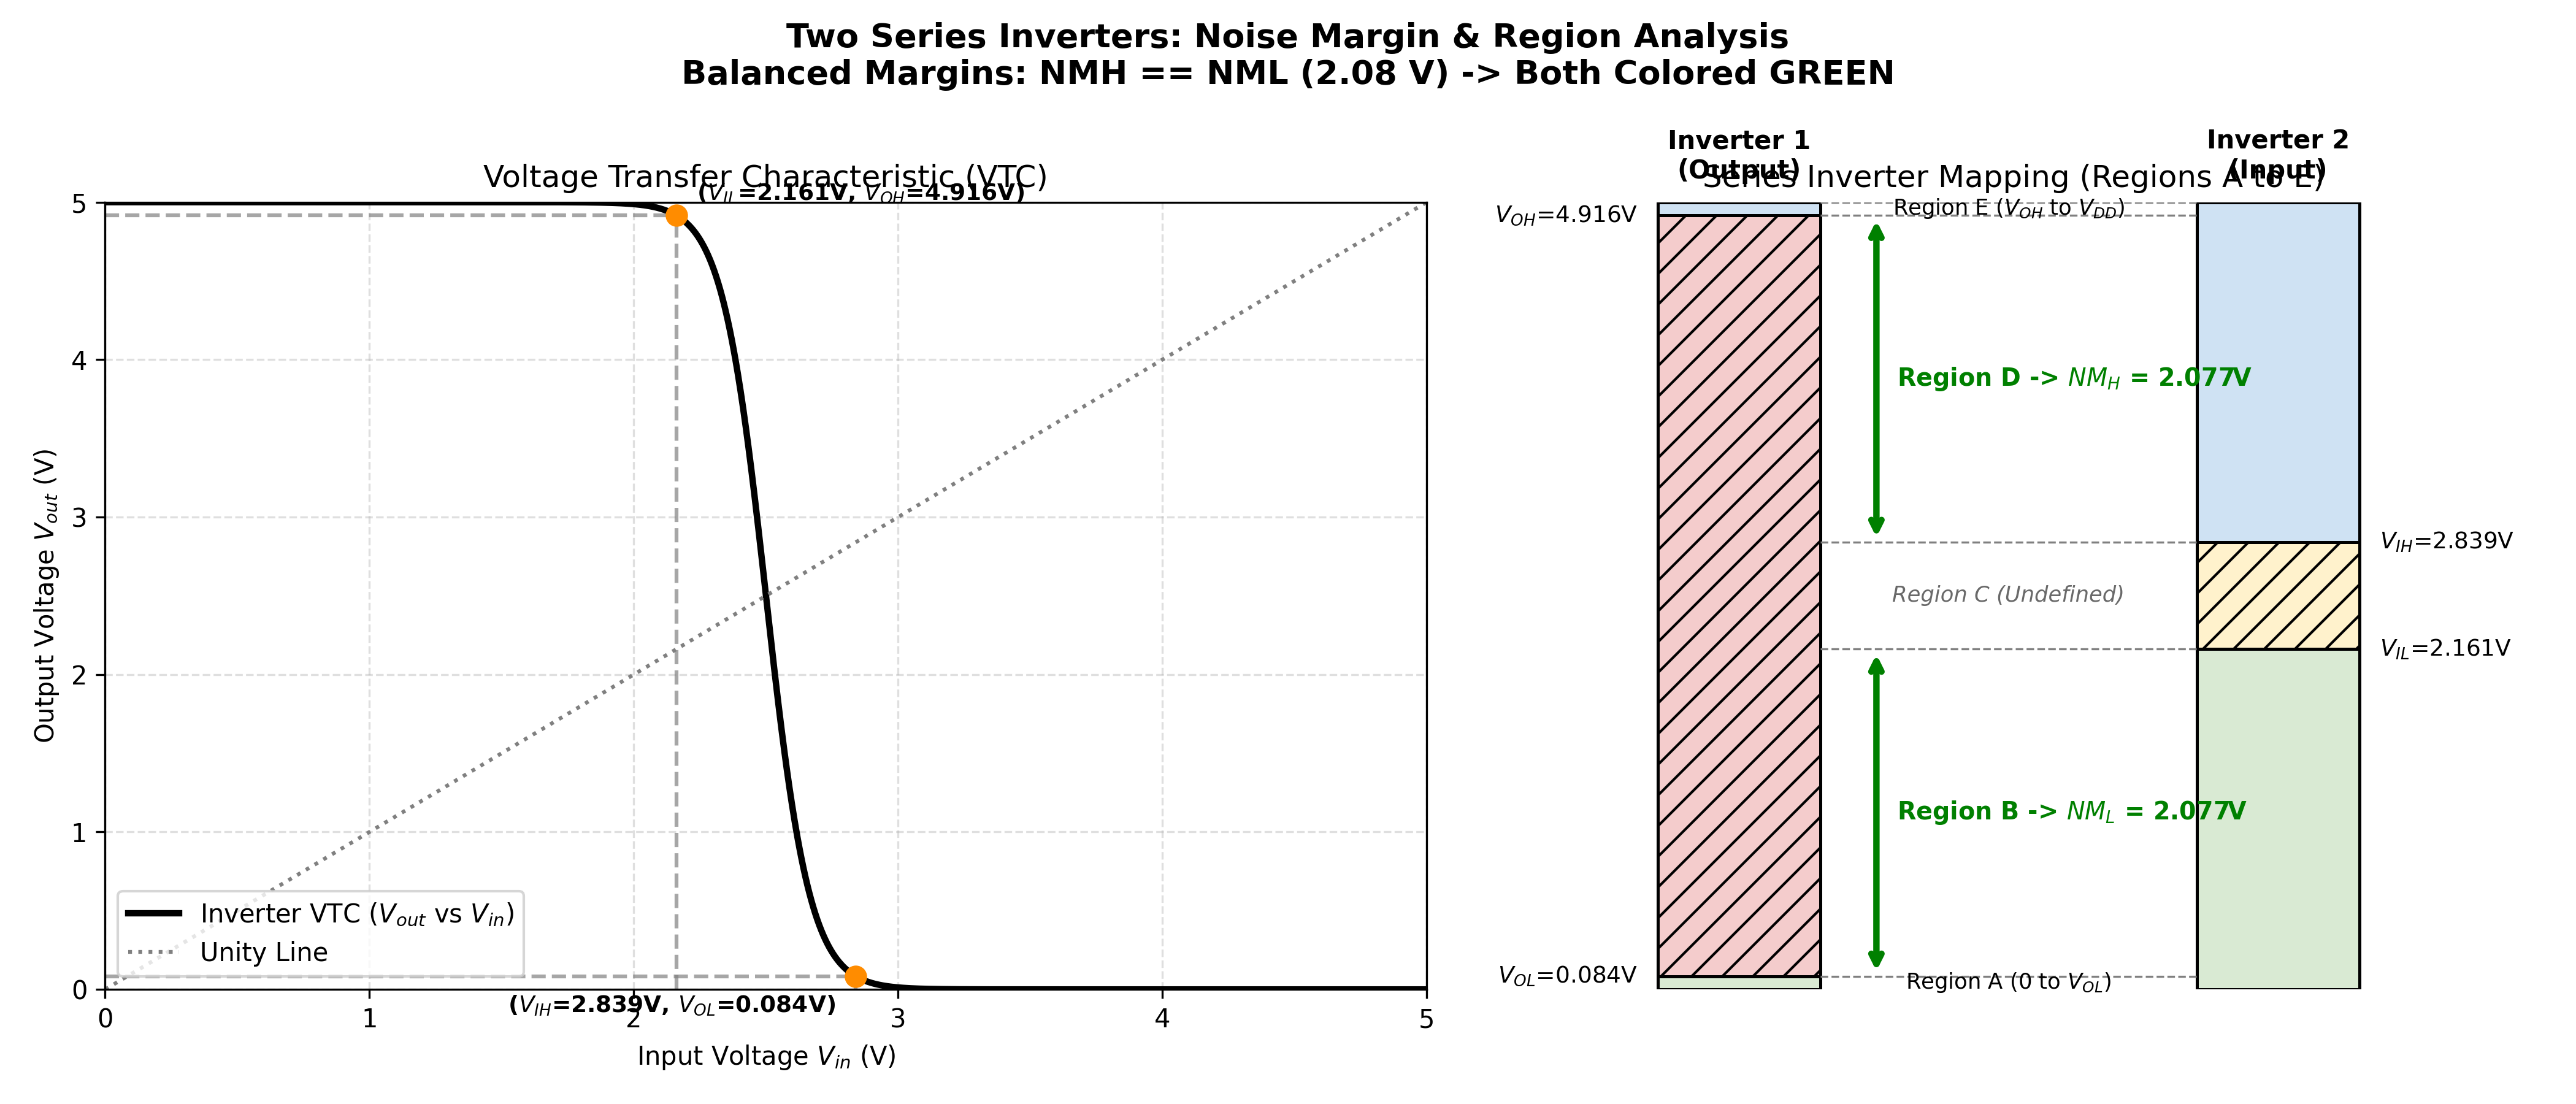 Two Series Inverters: Noise Margin & Region Analysis
Balanced Margins: NMH == NML (2.08 V) -> Both Colored GREEN
Voltage Transfer Characteristic (VTC)
(V_IL=2.161V, V_OH=4.916V)
5
4
3
2
1
0
Output Voltage V_out (V)
Inverter VTC (V_out vs V_in)
Unity Line
(V_IH=2.839V, V_OL=0.084V)
0
1
2
3
4
5
Input Voltage V_in (V)
Inverter 1
(Output)
Inverter 2
(Input)
Series Inverter Mapping (Regions A to E)
V_OH=4.916V
Region E (V_OH to V_DD)
Region D -> NM_H = 2.077V
V_IH=2.839V
Region C (Undefined)
V_IL=2.161V
Region B -> NM_L = 2.077V
V_OL=0.084V
Region A (0 to V_OL)